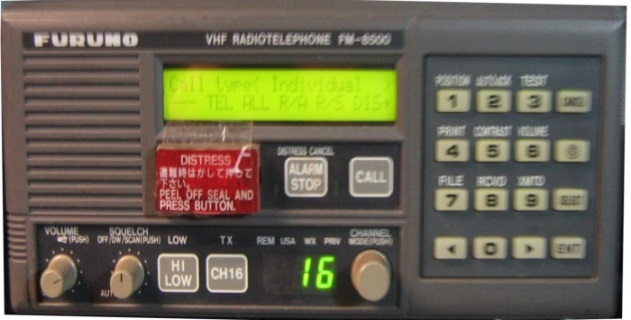 FURUNO
VHF RADIOTELEPHONE FM-8500
Call type( Individual )
--- TEL ALL R/A R/S DIS+
POSITION AUTO/ACK TEST
1 2 3 CANCEL
DISTRESS
遭難時はがして押して
下さい。
PEEL OFF SEAL AND
PRESS BUTTON.
DISTRESS CANCEL
ALARM
STOP
CALL
PRINT CONTRAST VOLUME
4 5 6
FILE RCVD XMTD
7 8 9 SELECT
0 ENT
VOLUME
(PUSH)
SQUELCH
OFF/DW/SCAN(PUSH)
AUTO
LOW
TX
REM USA WX PRIV
CHANNEL
MODE(PUSH)
HI
LOW
CH16
16